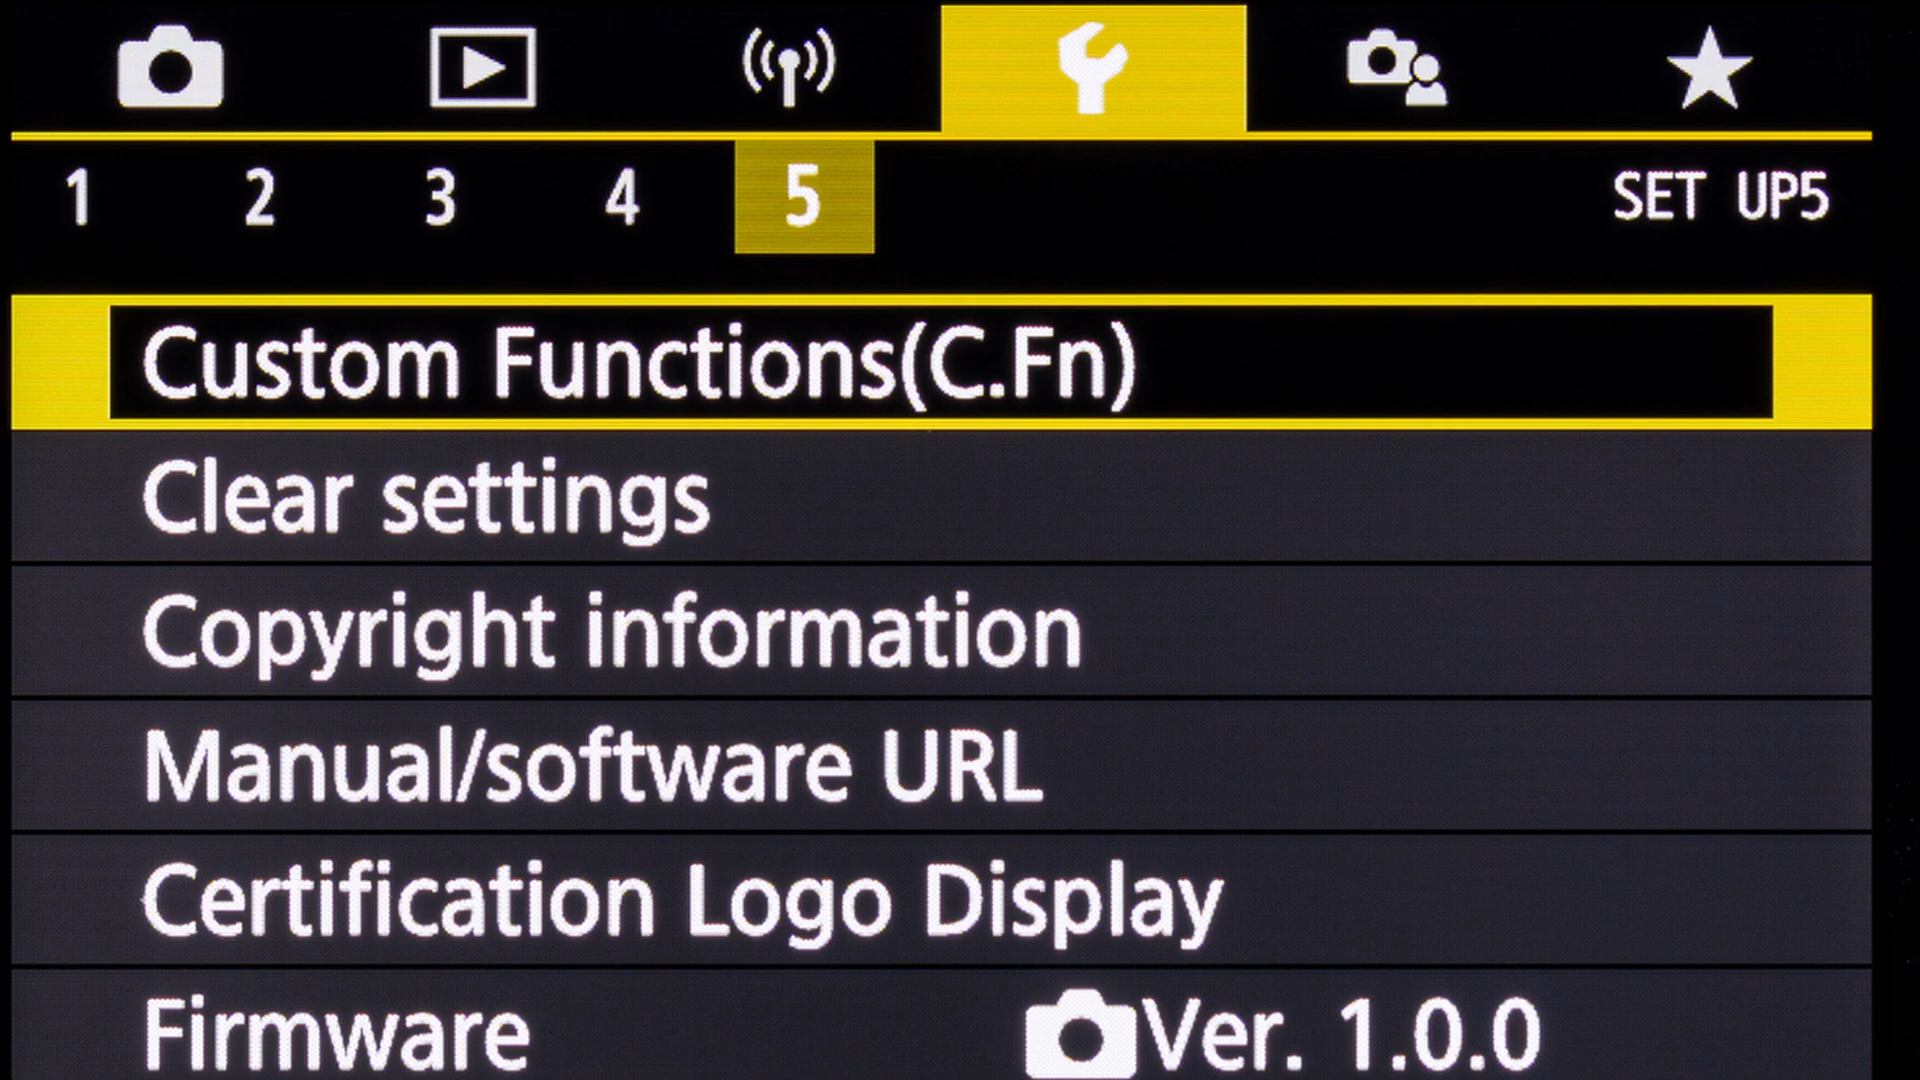 1 2 3 4 5 SET UP5
Custom Functions(C.Fn)
Clear settings
Copyright information
Manual/software URL
Certification Logo Display
Firmware Ver. 1.0.0